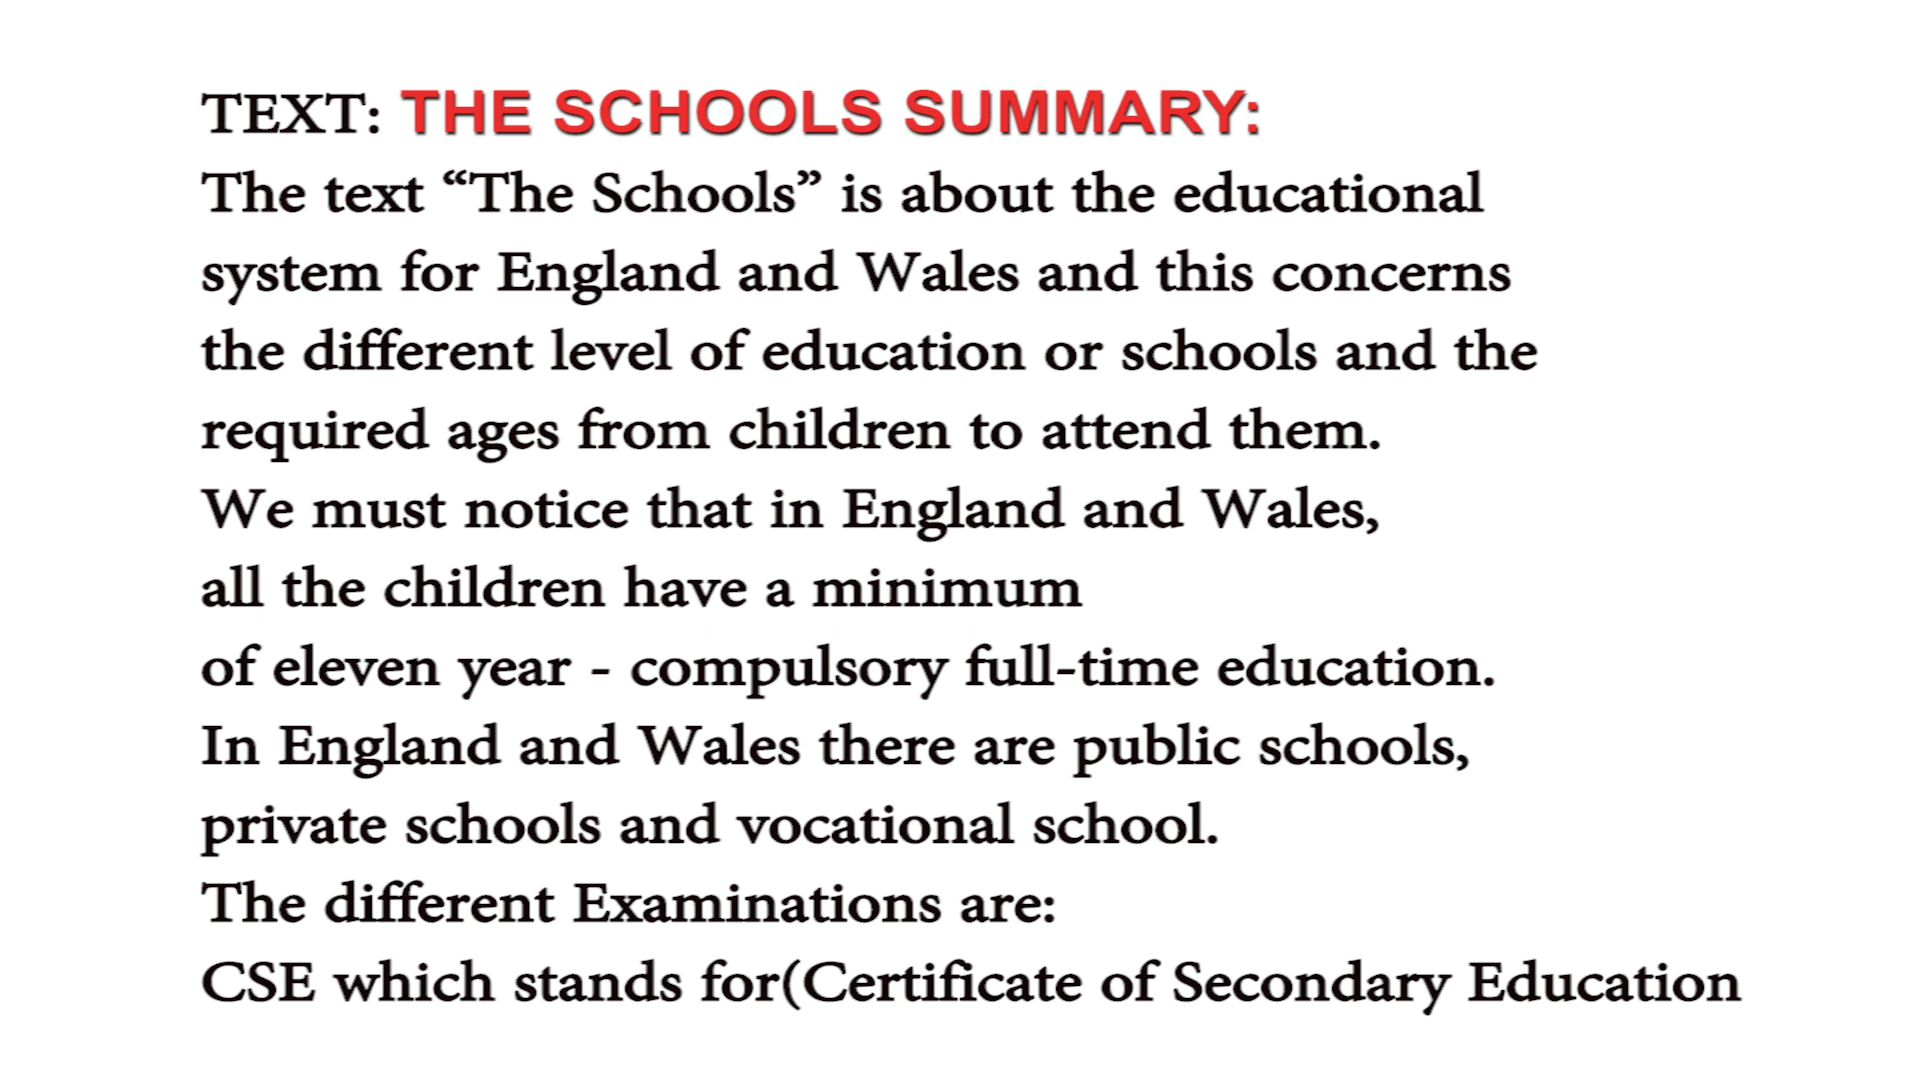 TEXT: THE SCHOOLS SUMMARY:
The text “The Schools” is about the educational
system for England and Wales and this concerns
the different level of education or schools and the
required ages from children to attend them.
We must notice that in England and Wales,
all the children have a minimum
of eleven year - compulsory full-time education.
In England and Wales there are public schools,
private schools and vocational school.
The different Examinations are:
CSE which stands for(Certificate of Secondary Education